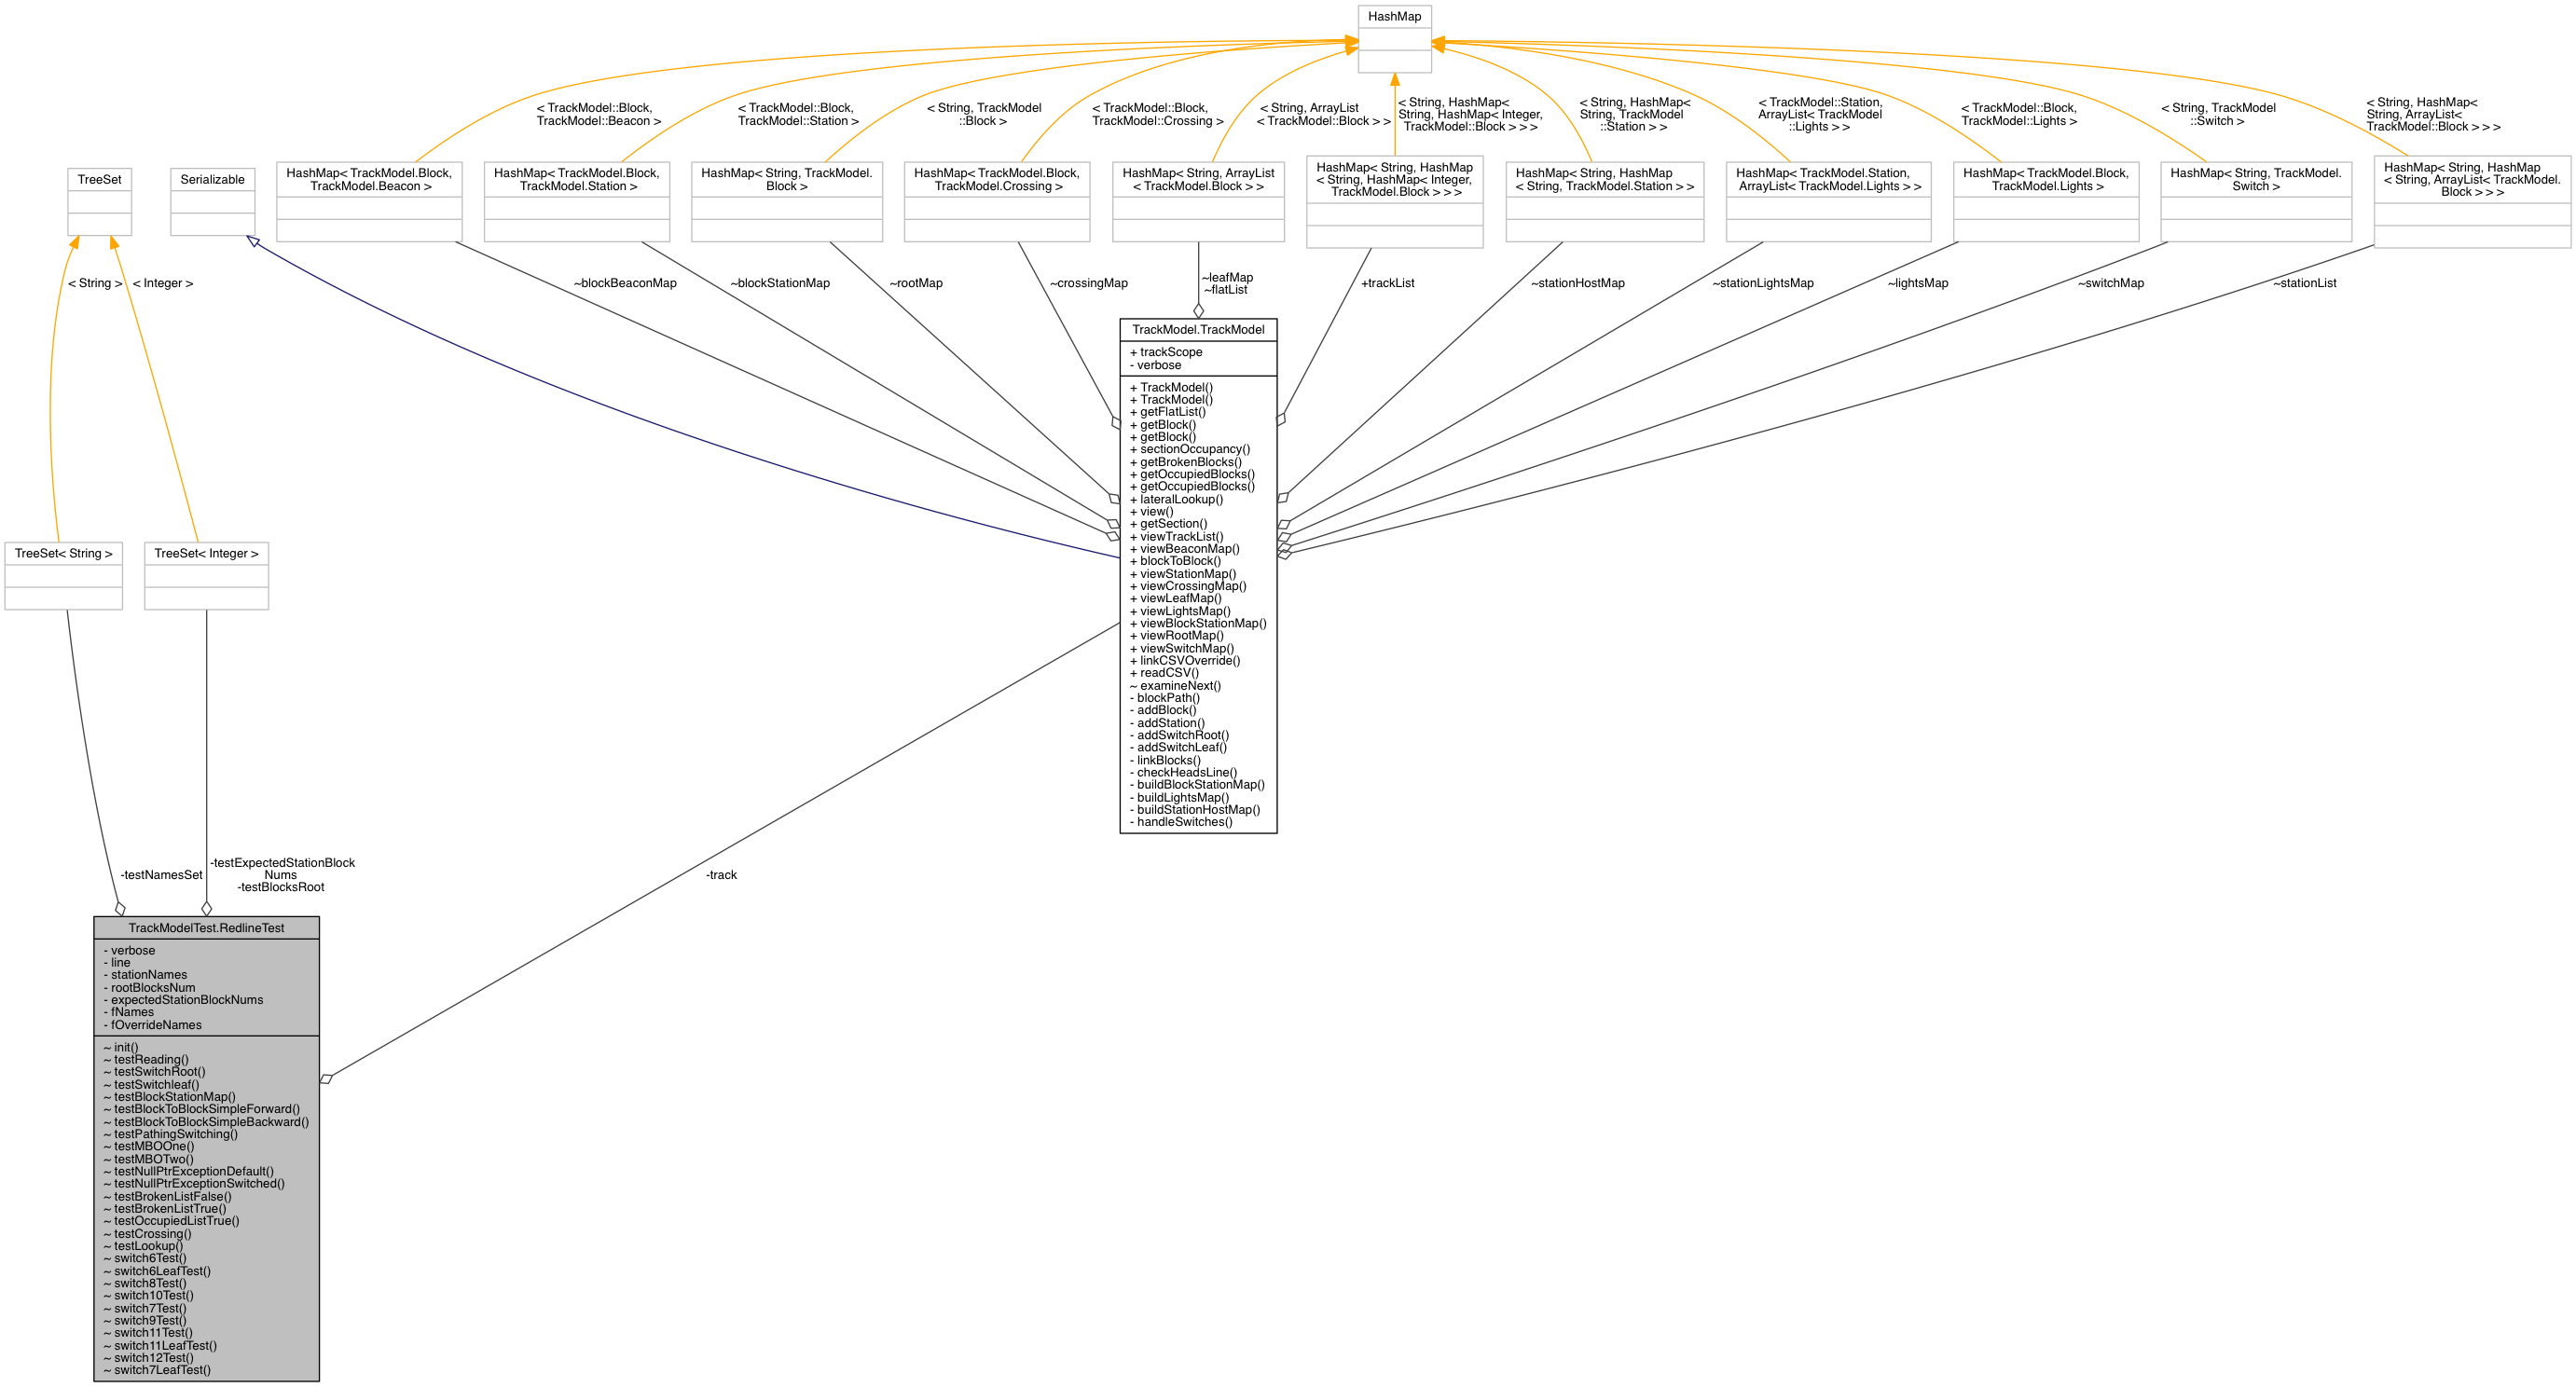 HashMap
< TrackModel::Block,
TrackModel::Beacon >
< TrackModel::Block,
TrackModel::Station >
< String, TrackModel
::Block >
< TrackModel::Block,
TrackModel::Crossing >
< String, ArrayList
< TrackModel::Block > >
< String, HashMap<
String, HashMap< Integer,
TrackModel::Block > > >
< String, HashMap<
String, TrackModel
::Station > >
< TrackModel::Station,
ArrayList< TrackModel
::Lights > >
< TrackModel::Block,
TrackModel::Lights >
< String, TrackModel
::Switch >
< String, HashMap<
String, ArrayList<
TrackModel::Block > > >
TreeSet
Serializable
HashMap< TrackModel.Block,
TrackModel.Beacon >
HashMap< TrackModel.Block,
TrackModel.Station >
HashMap< String, TrackModel.
Block >
HashMap< TrackModel.Block,
TrackModel.Crossing >
HashMap< String, ArrayList
< TrackModel.Block > >
HashMap< String, HashMap
< String, HashMap< Integer,
TrackModel.Block > > >
HashMap< String, HashMap
< String, TrackModel.Station > >
HashMap< TrackModel.Station,
ArrayList< TrackModel.Lights > >
HashMap< TrackModel.Block,
TrackModel.Lights >
HashMap< String, TrackModel.
Switch >
HashMap< String, HashMap
< String, ArrayList< TrackModel.
Block > > >
< String >
< Integer >
~blockBeaconMap
~blockStationMap
~rootMap
~crossingMap
~leafMap
~flatList
+trackList
~stationHostMap
~stationLightsMap
~lightsMap
~switchMap
~stationList
TrackModel.TrackModel
+ trackScope
- verbose
+ TrackModel()
+ TrackModel()
+ getFlatList()
+ getBlock()
+ getBlock()
+ sectionOccupancy()
+ getBrokenBlocks()
+ getOccupiedBlocks()
+ getOccupiedBlocks()
+ lateralLookup()
+ view()
+ getSection()
+ viewTrackList()
+ viewBeaconMap()
+ blockToBlock()
+ viewStationMap()
+ viewCrossingMap()
+ viewLeafMap()
+ viewLightsMap()
+ viewBlockStationMap()
+ viewRootMap()
+ viewSwitchMap()
+ linkCSVOverride()
+ readCSV()
~ examineNext()
- blockPath()
- addBlock()
- addStation()
- addSwitchRoot()
- addSwitchLeaf()
- linkBlocks()
- checkHeadsLine()
- buildBlockStationMap()
- buildLightsMap()
- buildStationHostMap()
- handleSwitches()
TreeSet< String >
TreeSet< Integer >
-testNamesSet
-testExpectedStationBlock
Nums
-testBlocksRoot
-track
TrackModelTest.RedlineTest
- verbose
- line
- stationNames
- rootBlocksNum
- expectedStationBlockNums
- fNames
- fOverrideNames
~ init()
~ testReading()
~ testSwitchRoot()
~ testSwitchleaf()
~ testBlockStationMap()
~ testBlockToBlockSimpleForward()
~ testBlockToBlockSimpleBackward()
~ testPathingSwitching()
~ testMBOOne()
~ testMBOTwo()
~ testNullPtrExceptionDefault()
~ testNullPtrExceptionSwitched()
~ testBrokenListFalse()
~ testBrokenListTrue()
~ testOccupiedListTrue()
~ testCrossing()
~ testLookup()
~ switch6Test()
~ switch6LeafTest()
~ switch8Test()
~ switch10Test()
~ switch7Test()
~ switch9Test()
~ switch11Test()
~ switch11LeafTest()
~ switch12Test()
~ switch7LeafTest()